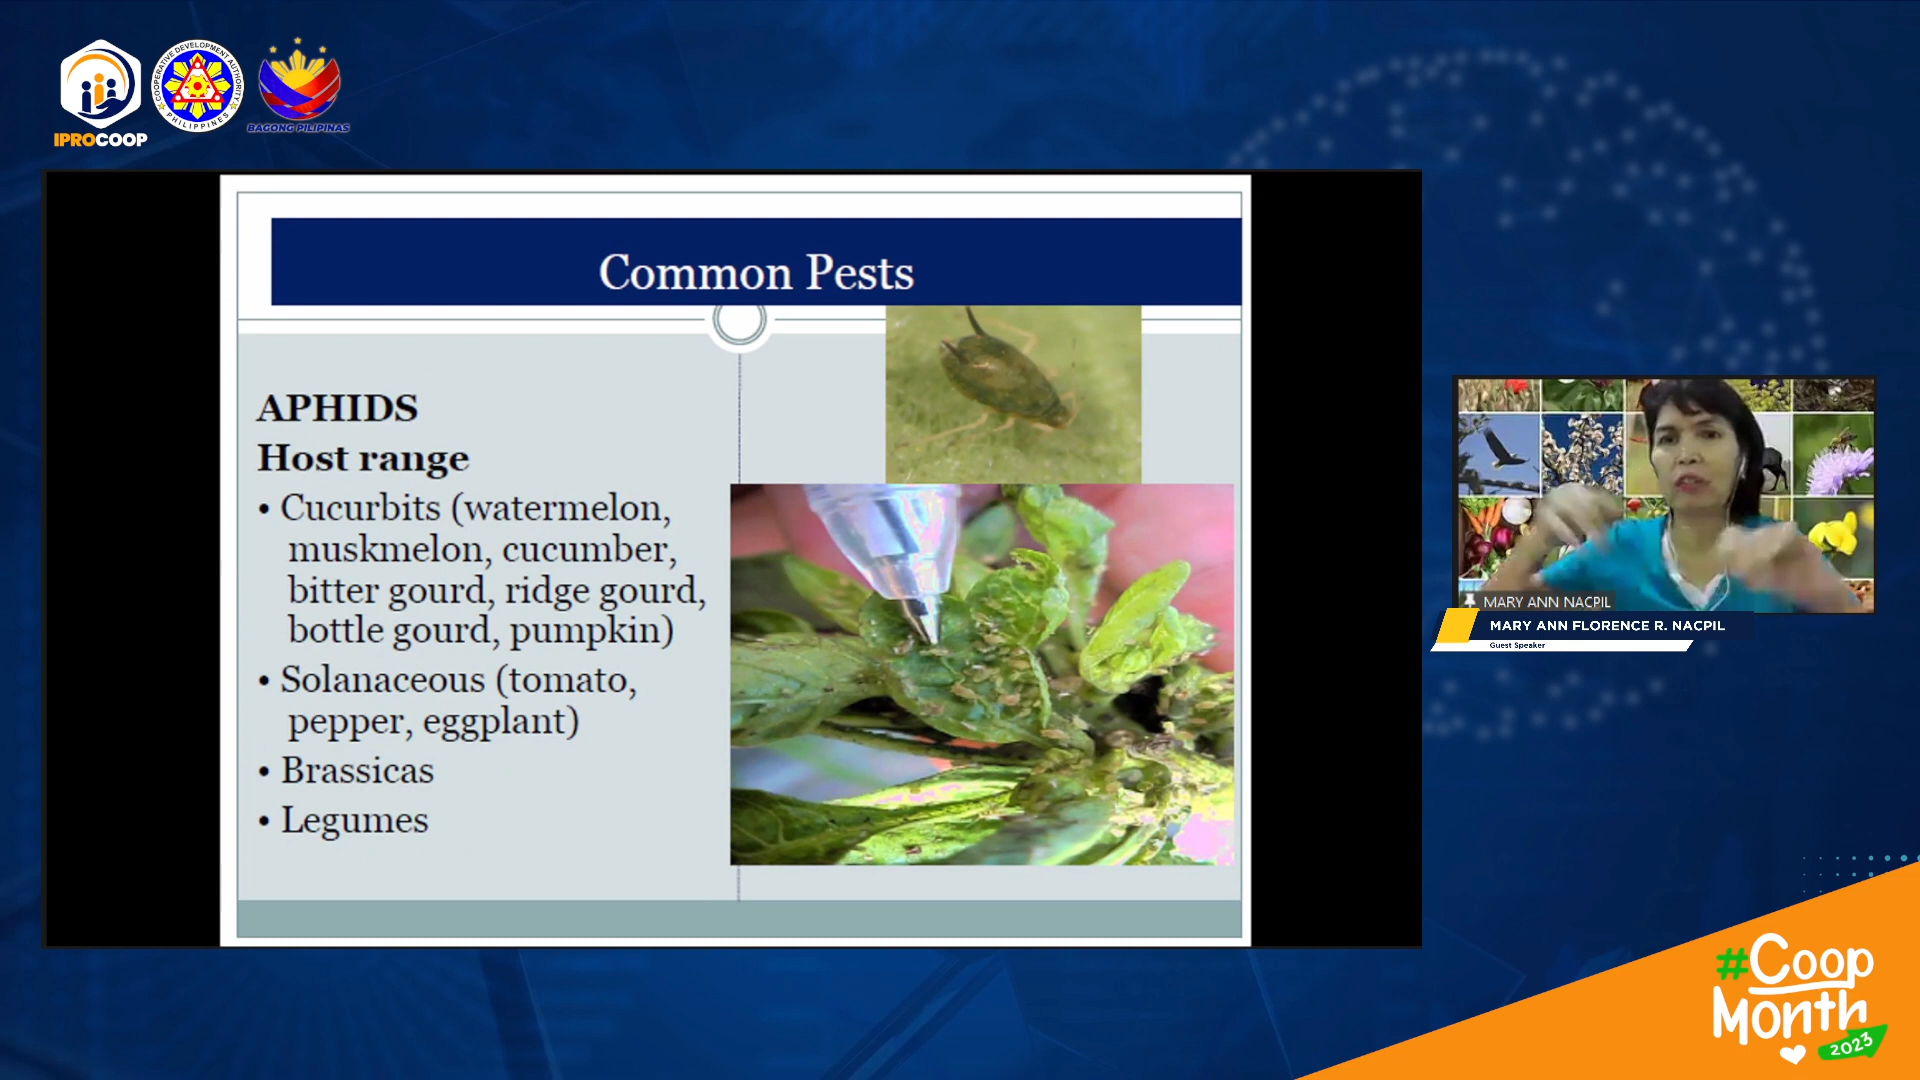 IPROCOOP
COOPERATIVE DEVELOPMENT AUTHORITY
PHILIPPINES
BAGONG PILIPINAS
Common Pests
APHIDS
Host range
• Cucurbits (watermelon,
muskmelon, cucumber,
bitter gourd, ridge gourd,
bottle gourd, pumpkin)
• Solanaceous (tomato,
pepper, eggplant)
• Brassicas
• Legumes
MARY ANN NACPIL
MARY ANN FLORENCE R. NACPIL
Guest Speaker
#Coop
Month
2023